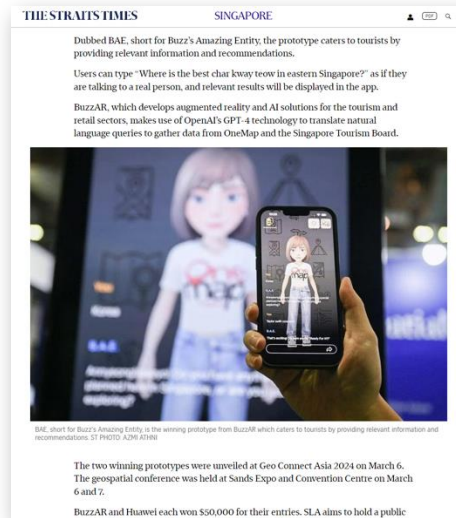 THE STRAITS TIMES
SINGAPORE
Dubbed BAE, short for Buzz's Amazing Entity, the prototype caters to tourists by
providing relevant information and recommendations.
Users can type "Where is the best char kway teow in eastern Singapore?" as if they
are talking to a real person, and relevant results will be displayed in the app.
BuzzAR, which develops augmented reality and AI solutions for the tourism and
retail sectors, makes use of OpenAI's GPT-4 technology to translate natural
language queries to gather data from OneMap and the Singapore Tourism Board.
One
map
BAE, short for Buzz's Amazing Entity, is the winning prototype from BuzzAR which caters to tourists by providing relevant information and
recommendations. ST PHOTO: AZMI ATHNI
The two winning prototypes were unveiled at Geo Connect Asia 2024 on March 6.
The geospatial conference was held at Sands Expo and Convention Centre on March
6 and 7.
BuzzAR and Huawei each won $50,000 for their entries. SLA aims to hold a public